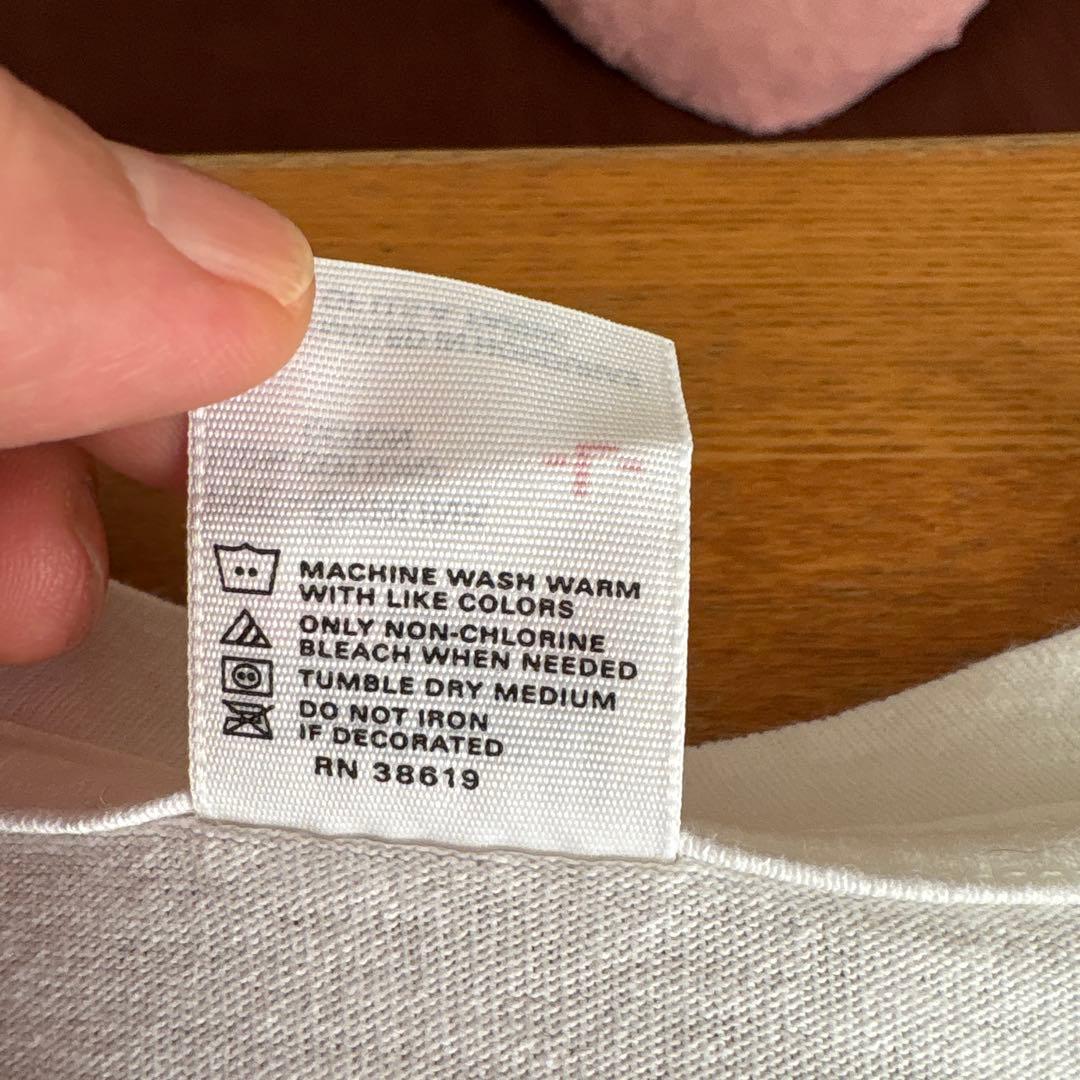 MACHINE WASH WARM
WITH LIKE COLORS
ONLY NON-CHLORINE
BLEACH WHEN NEEDED
TUMBLE DRY MEDIUM
DO NOT IRON
IF DECORATED
RN 38619